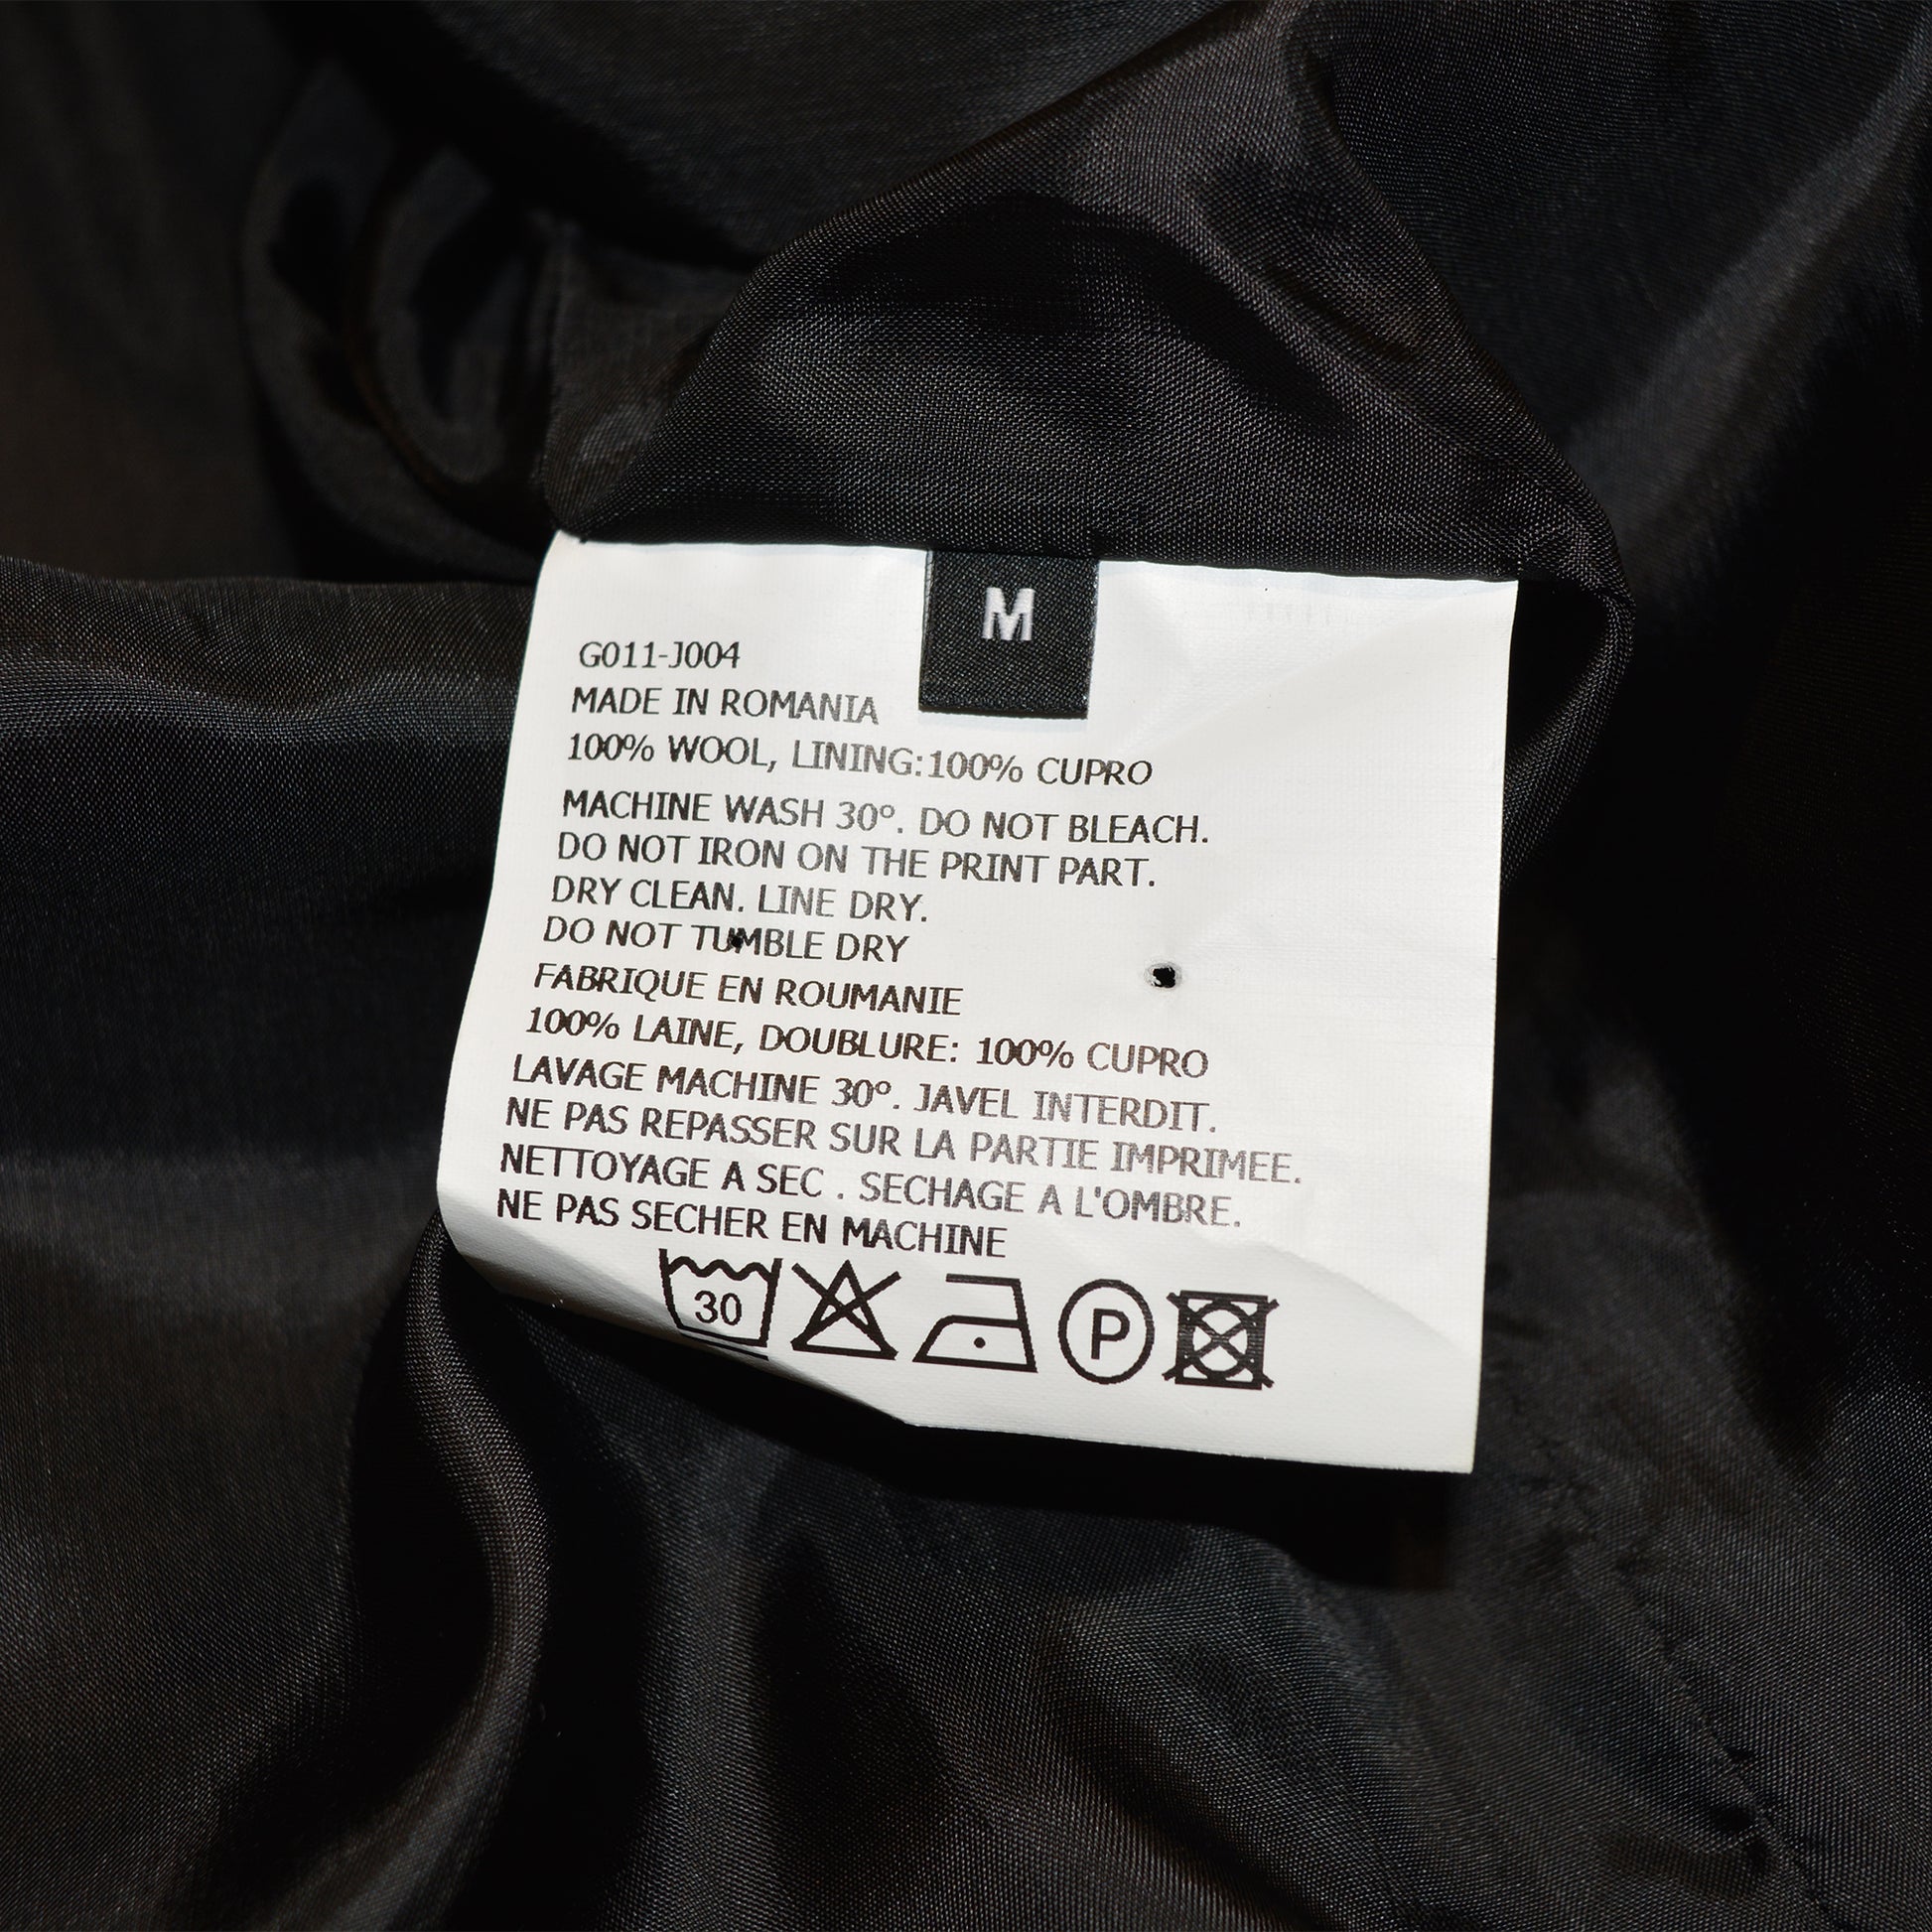 M
G011-J004
MADE IN ROMANIA
100% WOOL, LINING:100% CUPRO
MACHINE WASH 30°. DO NOT BLEACH.
DO NOT IRON ON THE PRINT PART.
DRY CLEAN. LINE DRY.
DO NOT TUMBLE DRY
FABRIQUE EN ROUMANIE
100% LAINE, DOUBLURE: 100% CUPRO
LAVAGE MACHINE 30°. JAVEL INTERDIT.
NE PAS REPASSER SUR LA PARTIE IMPRIMEE.
NETTOYAGE A SEC . SECHAGE A L'OMBRE.
NE PAS SECHER EN MACHINE
30 P